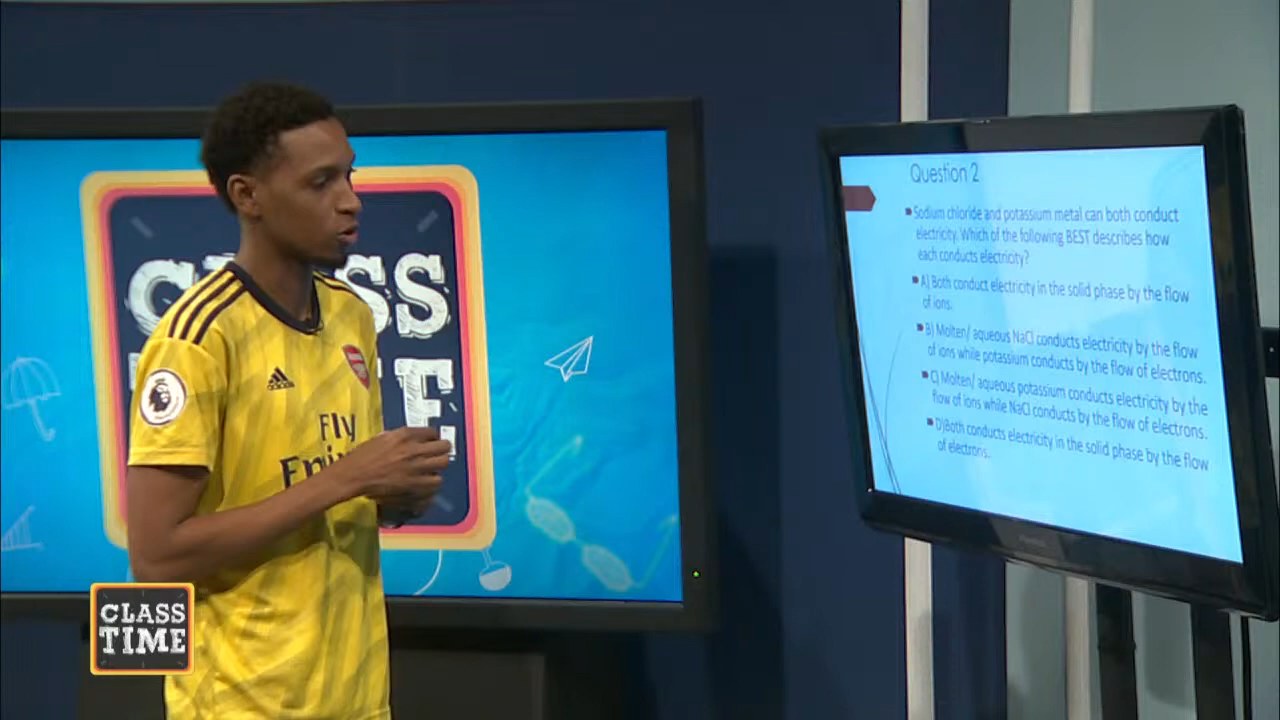 Question 2
Sodium chloride and potassium metal can both conduct
electricity. Which of the following BEST describes how
each conducts electricity?
A) Both conduct electricity in the solid phase by the flow
of ions.
B) Molten/ aqueous NaCl conducts electricity by the flow
of ions while potassium conducts by the flow of electrons.
C) Molten/ aqueous potassium conducts electricity by the
flow of ions while NaCl conducts by the flow of electrons.
D)Both conducts electricity in the solid phase by the flow
of electrons.
Fly
CLASS
TIME